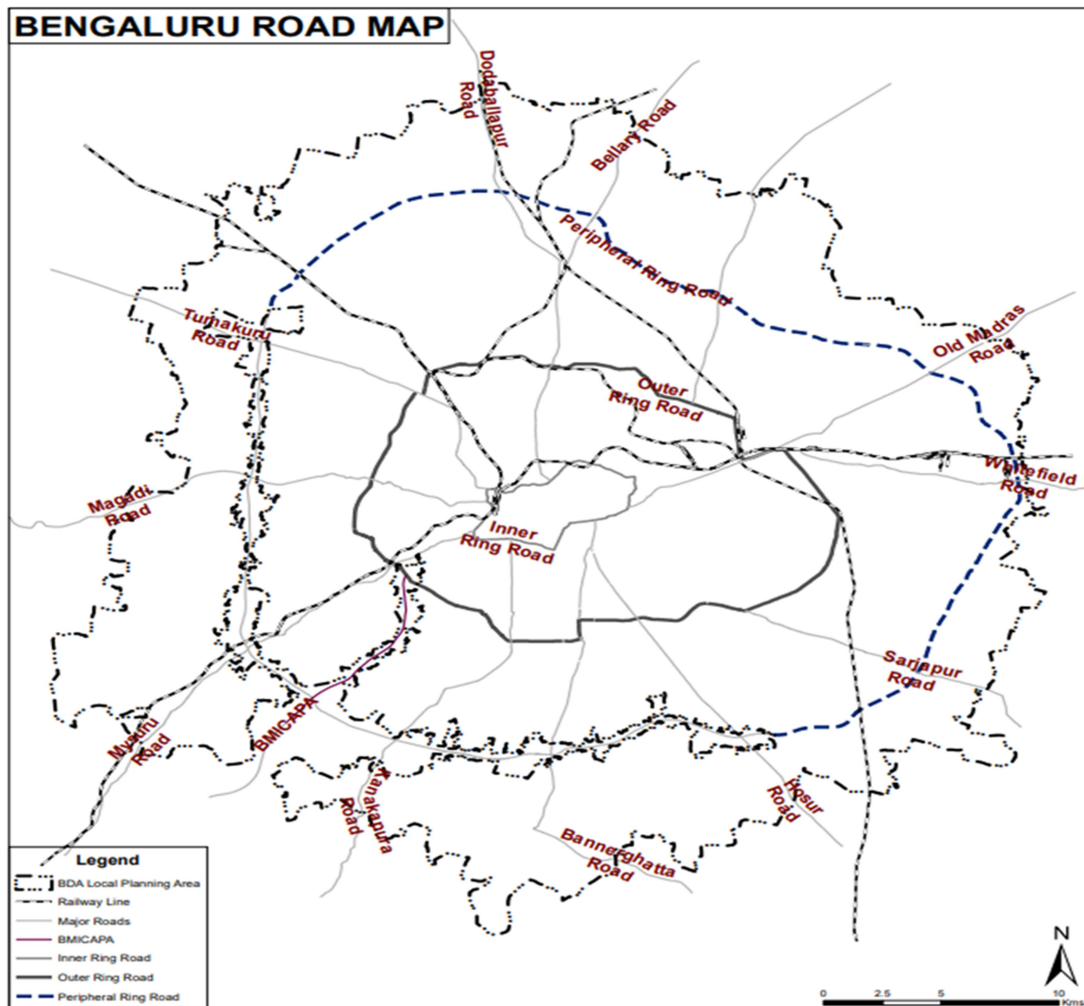 BENGALURU ROAD MAP
Dodaballapur
Road
Bellary Road
Peripheral Ring Road
Tumakuru
Road
Old Madras
Road
Outer
Ring Road
Whitefield
Road
Magadi
Road
Inner
Ring Road
Sarjapur
Road
BMICAPA
Mysuru
Road
Kanakapura
Road
Hosur
Road
Bannerghatta
Road
Legend
BDA Local Planning Area
Railway Line
Major Roads
BMICAPA
Inner Ring Road
Outer Ring Road
Peripheral Ring Road
N
0 2.5 5 10
Kms